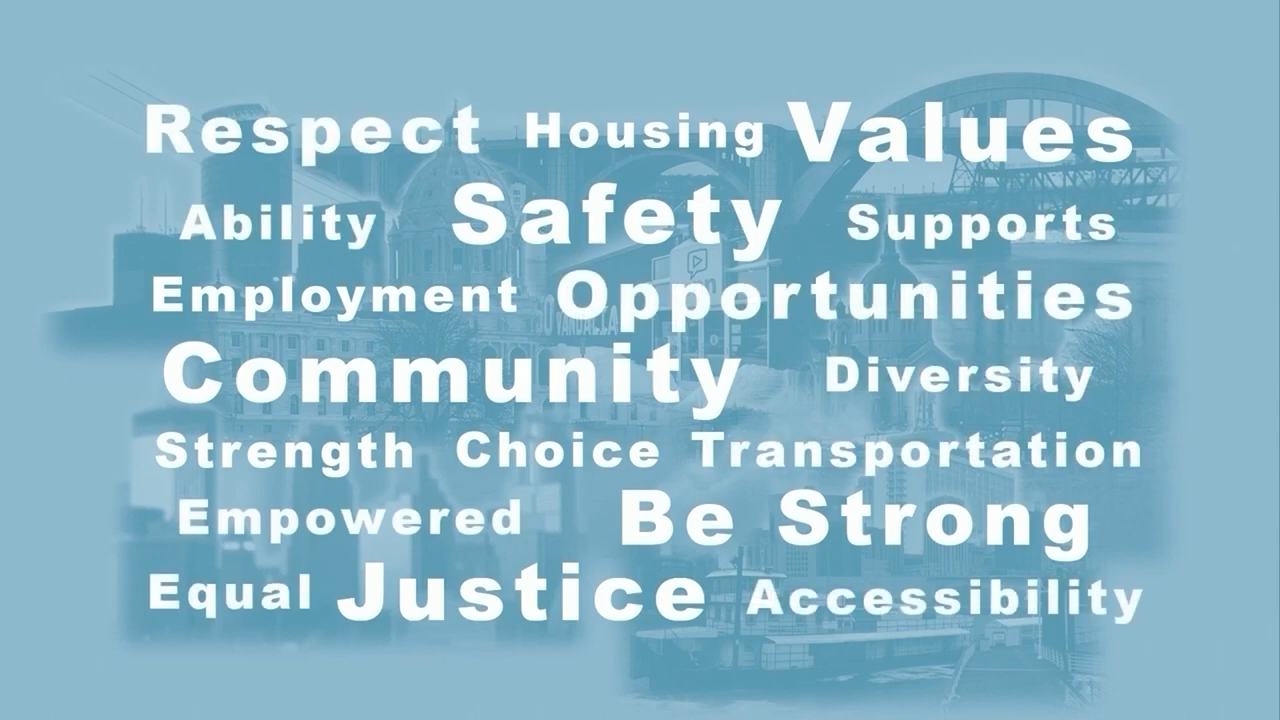 Respect Housing Values
Ability Safety Supports
Employment Opportunities
Community Diversity
Strength Choice Transportation
Empowered Be Strong
Equal Justice Accessibility